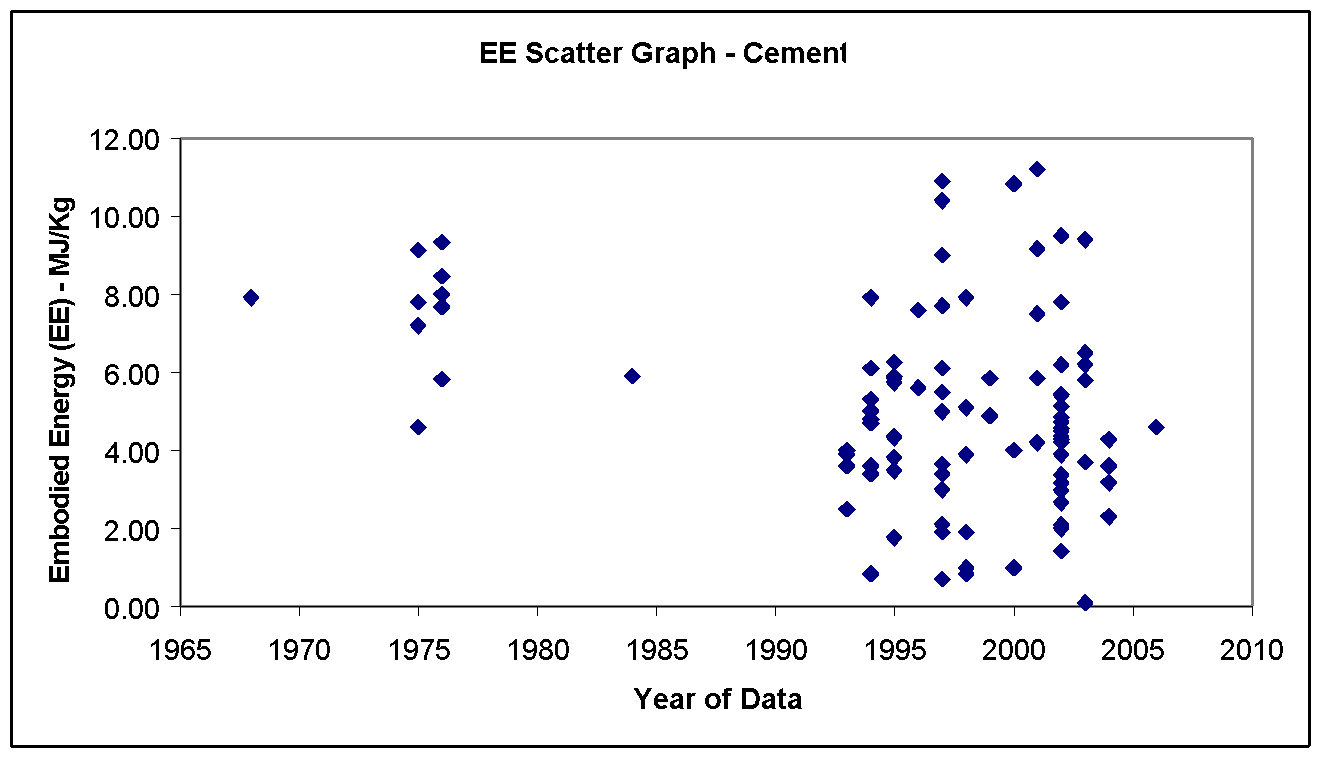 EE Scatter Graph - Cement
12.00
10.00
8.00
6.00
4.00
2.00
0.00
Embodied Energy (EE) - MJ/Kg
1965 1970 1975 1980 1985 1990 1995 2000 2005 2010
Year of Data